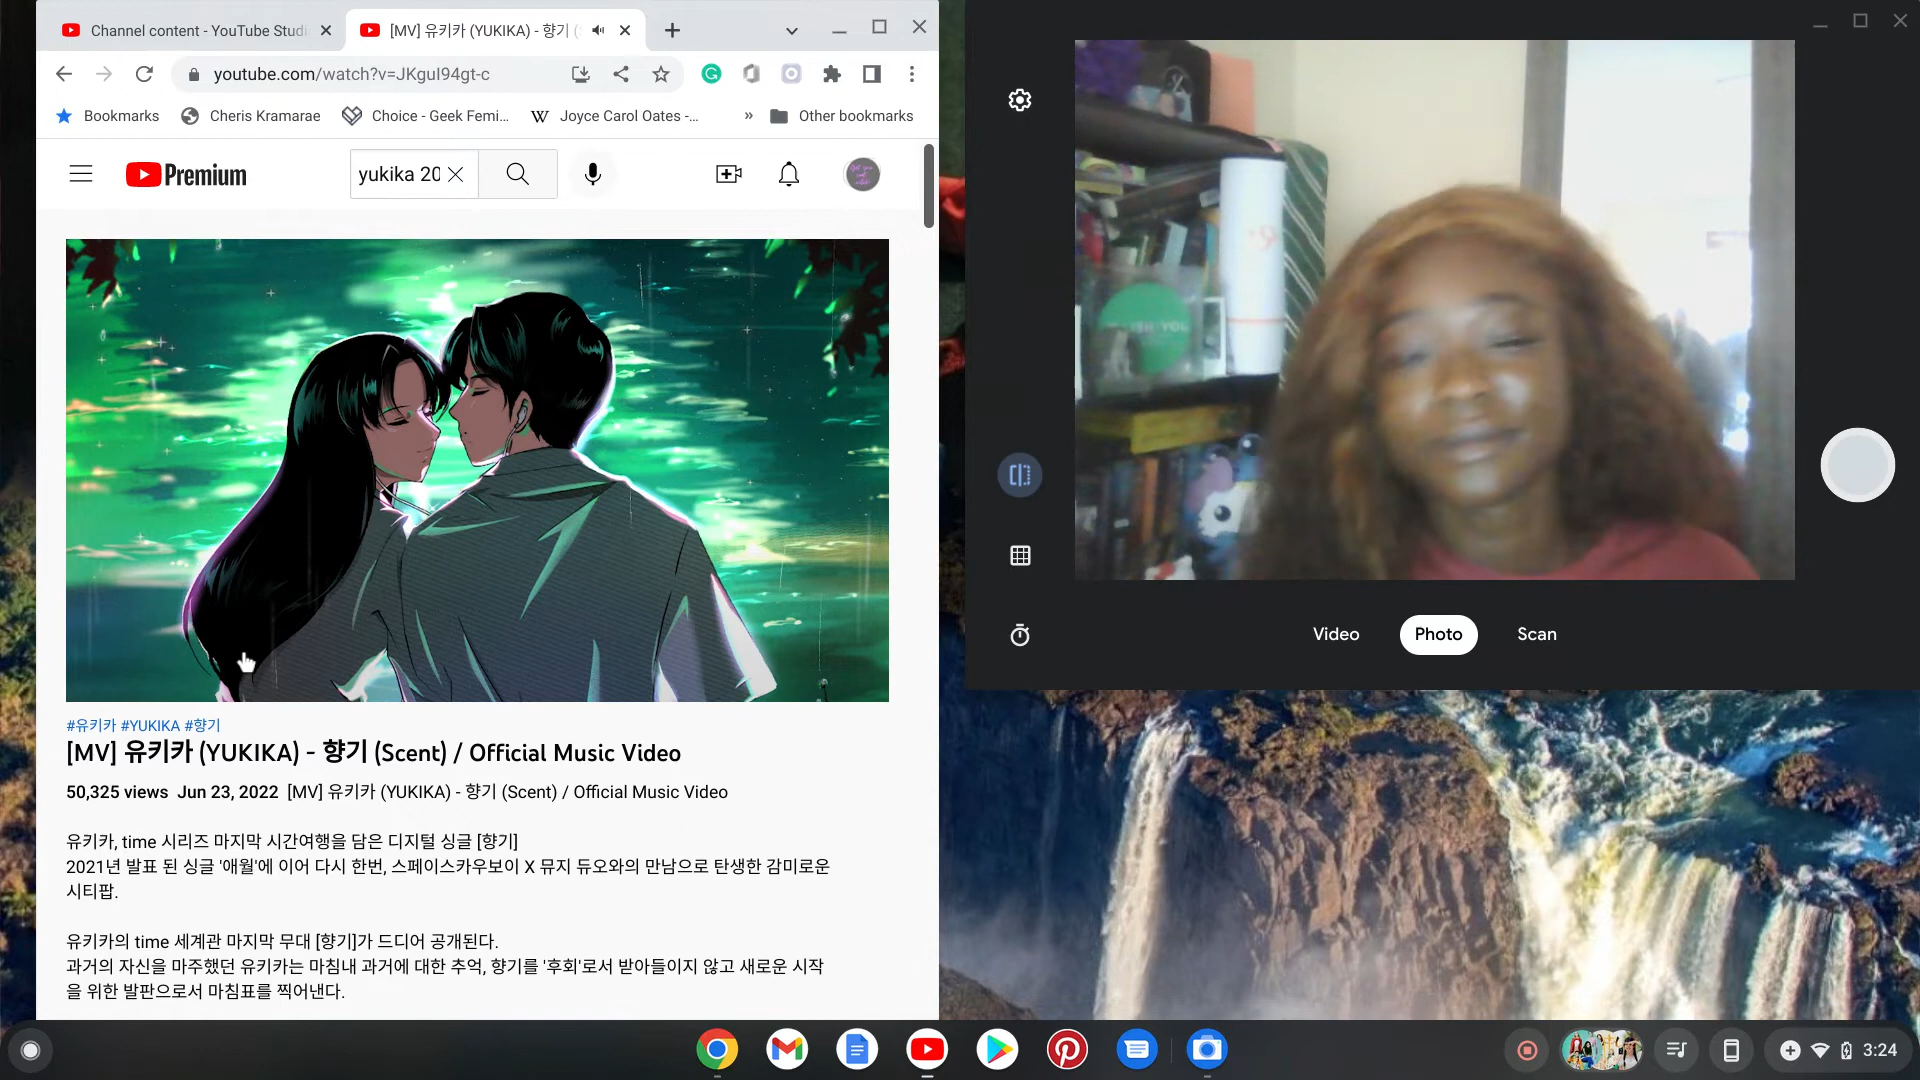 Channel content - YouTube Studi
[MV] 유키카 (YUKIKA) - 향기 (S
youtube.com/watch?v=JKguI94gt-c
Bookmarks
Cheris Kramarae
Choice - Geek Femi...
Joyce Carol Oates -...
»
Other bookmarks
Premium
yukika 20
#유키카 #YUKIKA #향기
[MV] 유키카 (YUKIKA) - 향기 (Scent) / Official Music Video
50,325 views Jun 23, 2022 [MV] 유키카 (YUKIKA) - 향기 (Scent) / Official Music Video
유키카, time 시리즈 마지막 시간여행을 담은 디지털 싱글 [향기]
2021년 발표 된 싱글 '애월'에 이어 다시 한번, 스페이스카우보이 X 뮤지 듀오와의 만남으로 탄생한 감미로운
시티팝.
유키카의 time 세계관 마지막 무대 [향기]가 드디어 공개된다.
과거의 자신을 마주했던 유키카는 마침내 과거에 대한 추억, 향기를 '후회'로서 받아들이지 않고 새로운 시작
을 위한 발판으로서 마침표를 찍어낸다.
Video
Photo
Scan
3:24